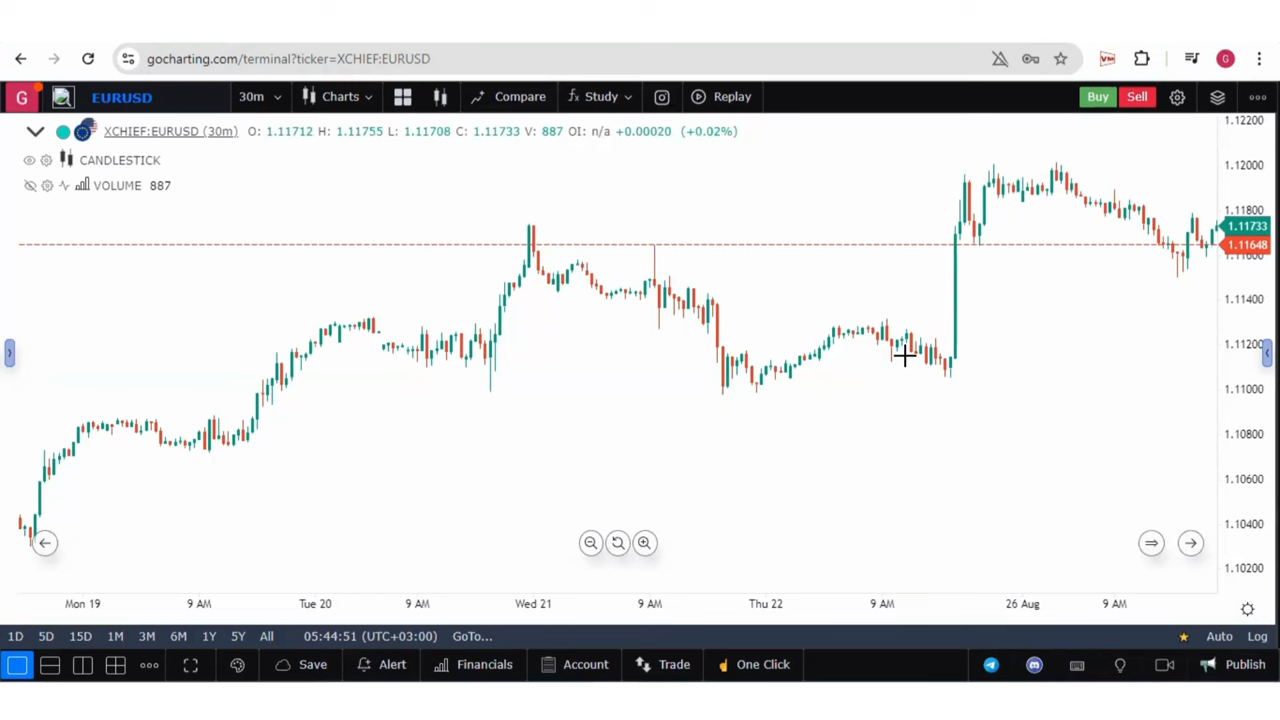 gocharting.com/terminal?ticker=XCHIEF:EURUSD
G
G EURUSD 30m Charts Compare fx Study Replay Buy Sell
XCHIEF:EURUSD (30m) O: 1.11712 H: 1.11755 L: 1.11708 C: 1.11733 V: 887 OI: n/a +0.00020 (+0.02%)
CANDLESTICK
VOLUME 887
1.12200
1.12000
1.11800
1.11733
1.11648
1.11600
1.11400
1.11200
1.11000
1.10800
1.10600
1.10400
1.10200
Mon 19 9 AM Tue 20 9 AM Wed 21 9 AM Thu 22 9 AM 26 Aug 9 AM
1D 5D 15D 1M 3M 6M 1Y 5Y All 05:44:51 (UTC+03:00) GoTo... Auto Log
Save Alert Financials Account Trade One Click Publish